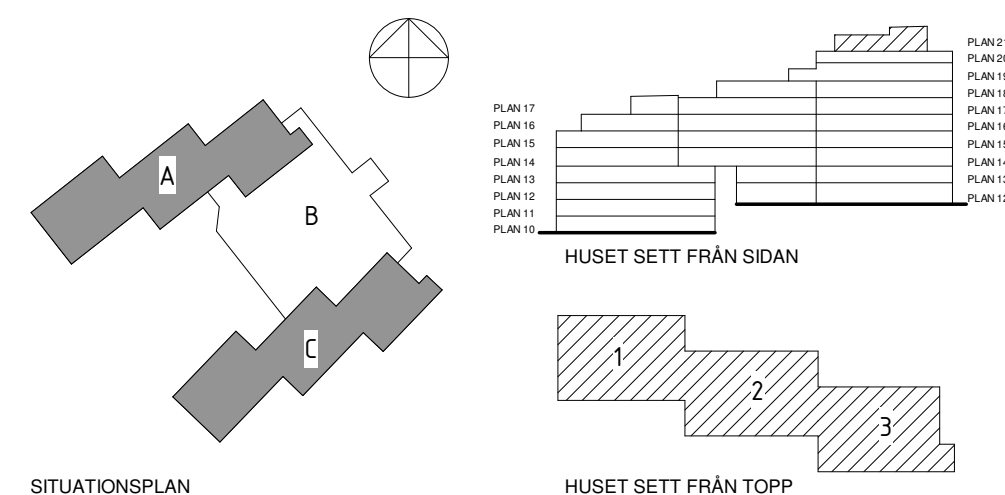 A
B
C
SITUATIONSPLAN
PLAN 17
PLAN 16
PLAN 15
PLAN 14
PLAN 13
PLAN 12
PLAN 11
PLAN 10
PLAN 21
PLAN 20
PLAN 19
PLAN 18
PLAN 17
PLAN 16
PLAN 15
PLAN 14
PLAN 13
PLAN 12
HUSET SETT FRÅN SIDAN
1
2
3
HUSET SETT FRÅN TOPP